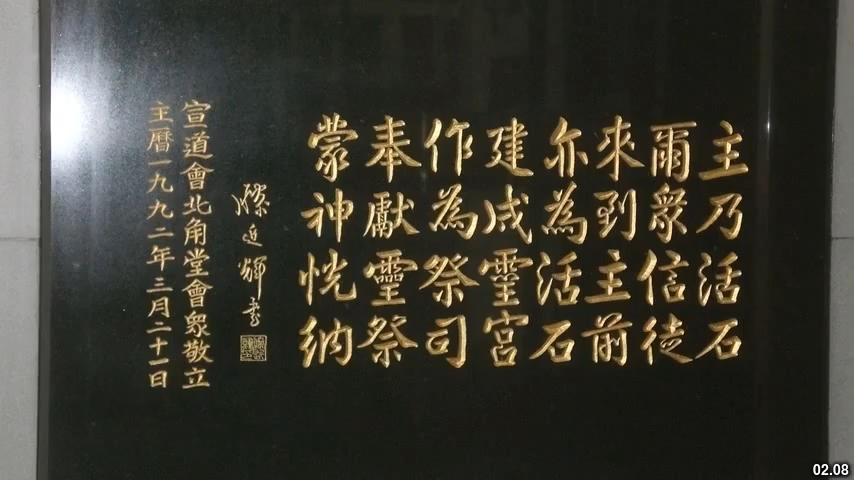 主乃活石
爾眾信徒
來到主前
亦為活石
建成靈宮
作為祭司
奉獻靈祭
蒙神恱納
宣道會北角堂會眾敬立
主曆一九九二年三月二十一日
02.08